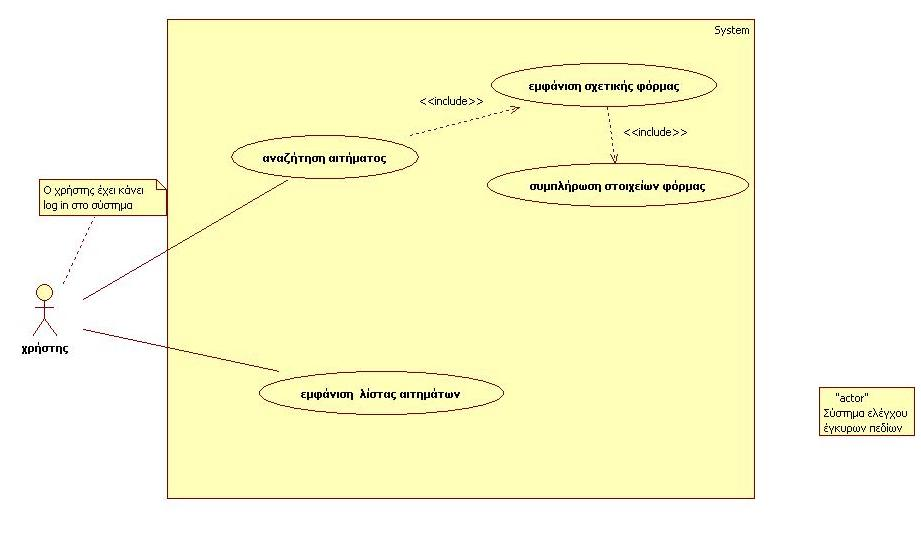 System
εμφάνιση σχετικής φόρμας
<<include>>
<<include>>
αναζήτηση αιτήματος
συμπλήρωση στοιχείων φόρμας
Ο χρήστης έχει κάνει
log in στο σύστημα
χρήστης
εμφάνιση λίστας αιτημάτων
"actor"
Σύστημα ελέγχου
έγκυρων πεδίων